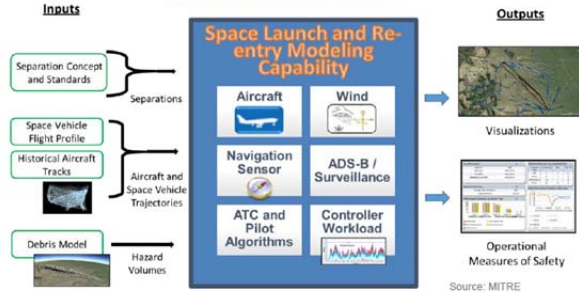 Inputs
Outputs
Space Launch and Re-
entry Modeling
Capability
Separation Concept
and Standards
Separations
Space Vehicle
Flight Profile
Historical Aircraft
Tracks
Aircraft and
Space Vehicle
Trajectories
Debris Model
Hazard
Volumes
Aircraft
Wind
Navigation
Sensor
ADS-B /
Surveillance
ATC and
Pilot
Algorithms
Controller
Workload
Visualizations
Operational
Measures of Safety
Source: MITRE